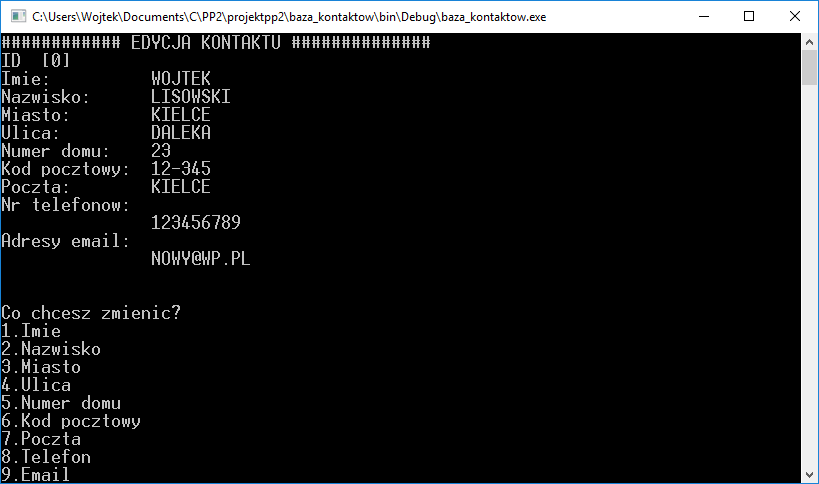 C:\Users\Wojtek\Documents\C\PP2\projektpp2\baza_kontaktow\bin\Debug\baza_kontaktow.exe
############ EDYCJA KONTAKTU ##############
ID  [0]
Imie:          WOJTEK
Nazwisko:      LISOWSKI
Miasto:        KIELCE
Ulica:         DALEKA
Numer domu:    23
Kod pocztowy:  12-345
Poczta:        KIELCE
Nr telefonow:
               123456789
Adresy email:
               NOWY@WP.PL
Co chcesz zmienic?
1.Imie
2.Nazwisko
3.Miasto
4.Ulica
5.Numer domu
6.Kod pocztowy
7.Poczta
8.Telefon
9.Email